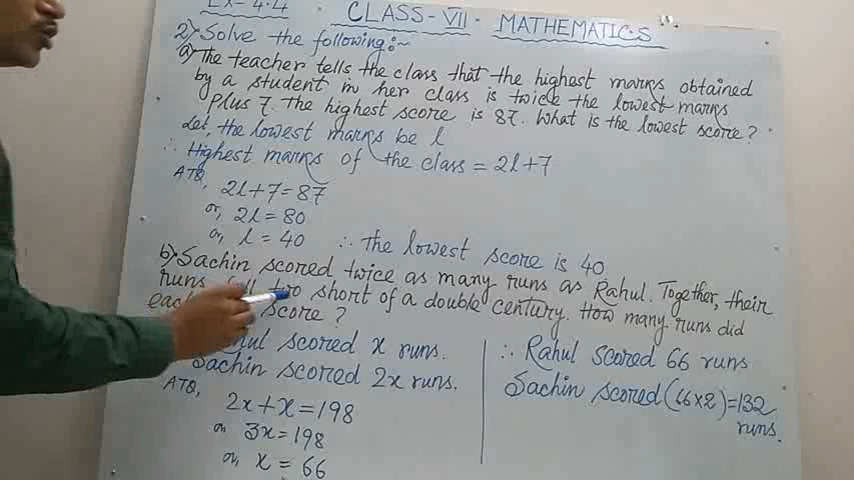 Ex-4.4 CLASS-VII. MATHEMATICS
2) Solve the following:~
a) The teacher tells the class that the highest marks obtained
by a student in her class is twice the lowest marks
plus 7. The highest score is 87. What is the lowest score?
Let, the lowest marks be l
∴ Highest marks of the class = 2l+7
ATQ, 2l+7=87
or, 2l = 80
or, l = 40 ∴ The lowest score is 40
b) Sachin scored twice as many runs as Rahul. Together, their
runs two short of a double century. How many runs did
score?
scored x runs.
Sachin scored 2x runs.
ATQ,
2x+x=198
or 3x=198
or, x = 66
∴ Rahul scored 66 runs
Sachin scored (66×2)=132
runs.